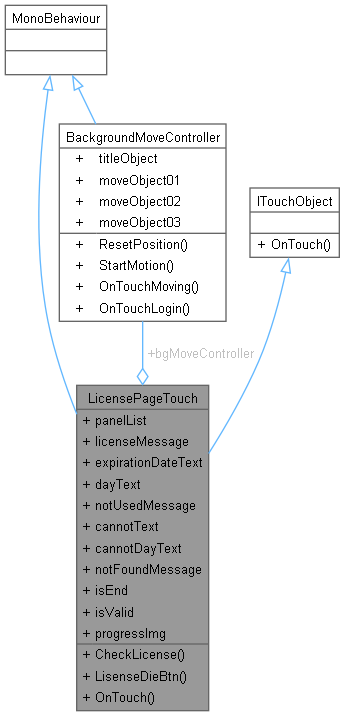 MonoBehaviour
BackgroundMoveController
+ titleObject
+ moveObject01
+ moveObject02
+ moveObject03
+ ResetPosition()
+ StartMotion()
+ OnTouchMoving()
+ OnTouchLogin()
ITouchObject
+ OnTouch()
+bgMoveController
LicensePageTouch
+ panelList
+ licenseMessage
+ expirationDateText
+ dayText
+ notUsedMessage
+ cannotText
+ cannotDayText
+ notFoundMessage
+ isEnd
+ isValid
+ progressImg
+ CheckLicense()
+ LisenseDieBtn()
+ OnTouch()